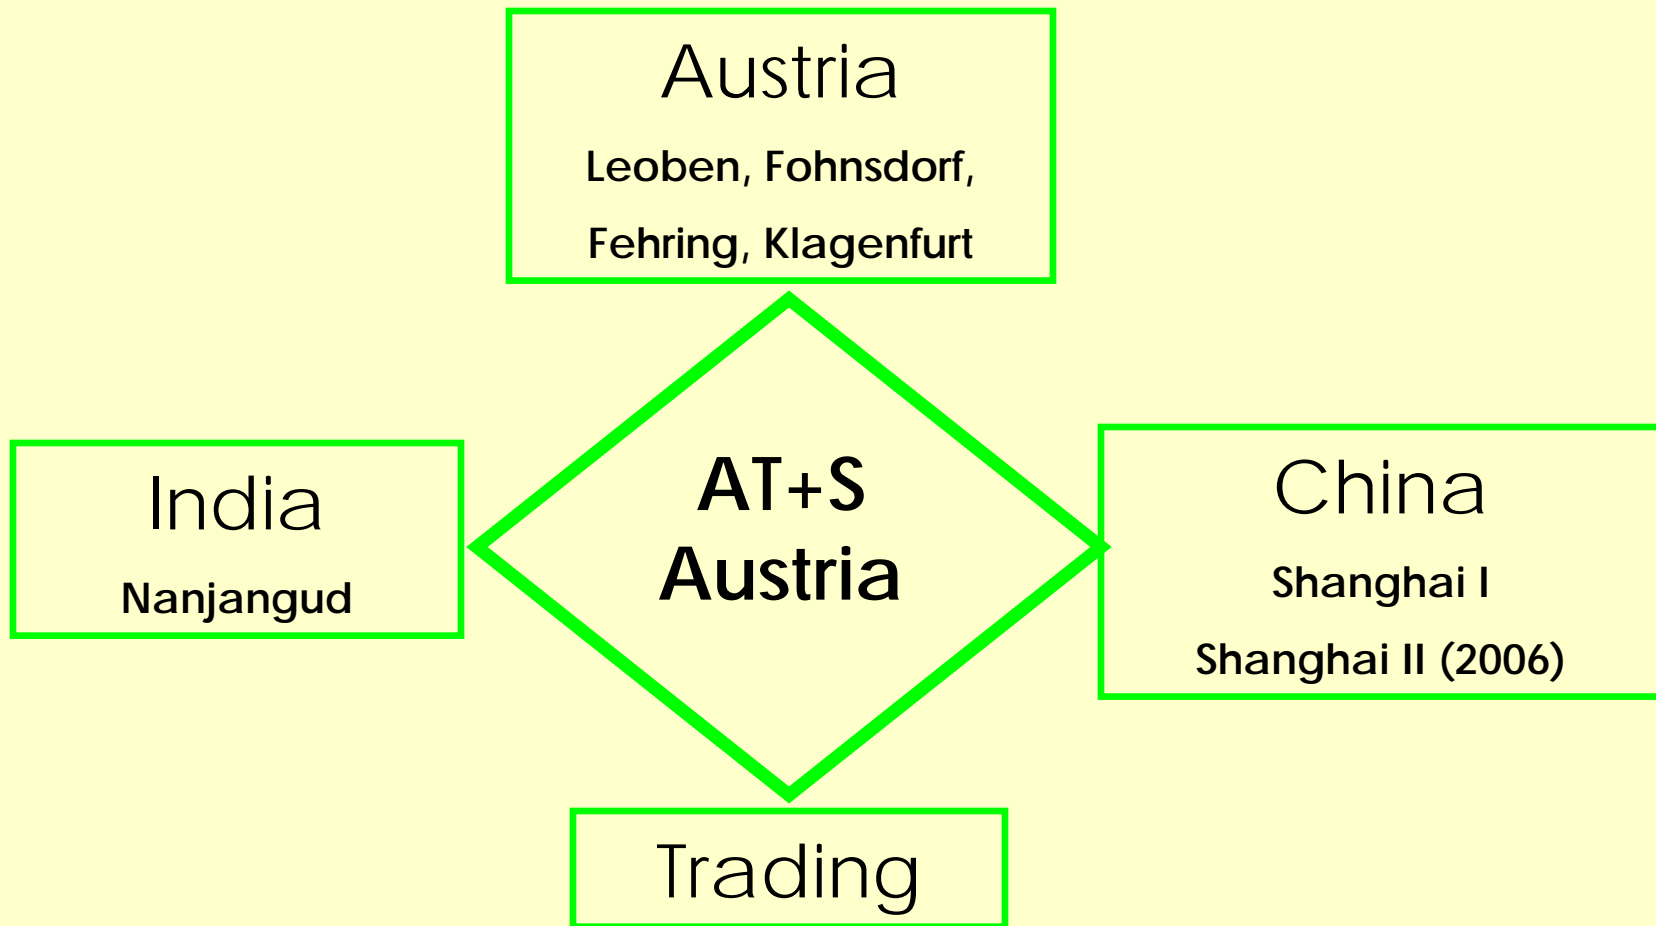 Austria
Leoben, Fohnsdorf,
Fehring, Klagenfurt
India
Nanjangud
AT+S
Austria
China
Shanghai I
Shanghai II (2006)
Trading